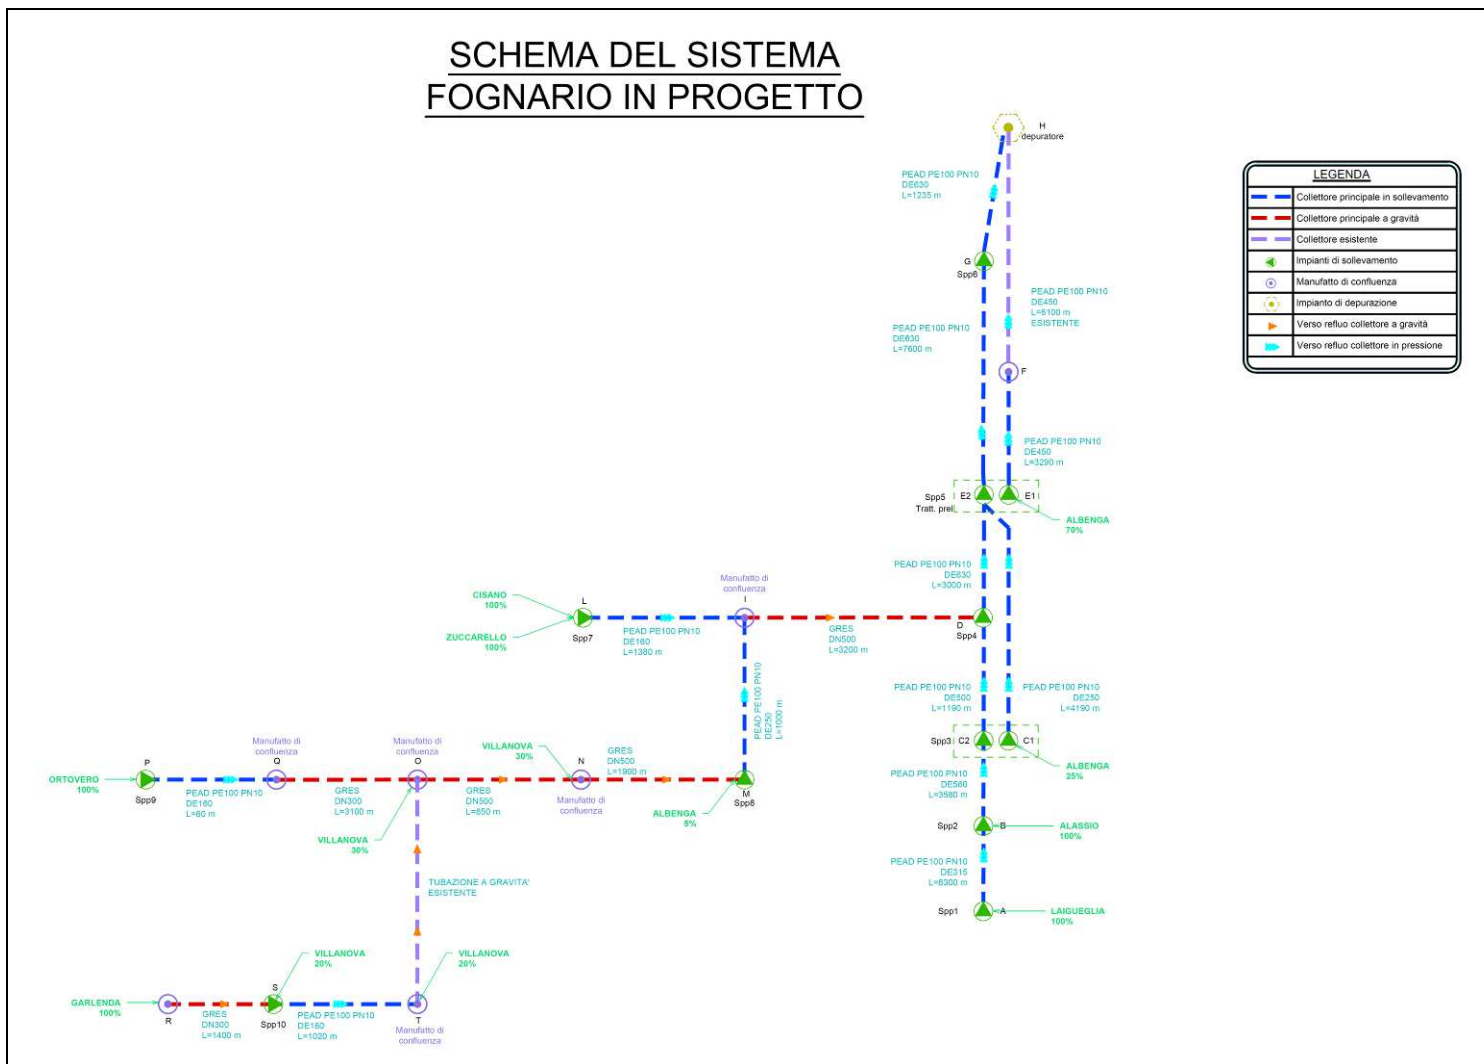 SCHEMA DEL SISTEMA
FOGNARIO IN PROGETTO
H
depuratore
PEAD PE100 PN10
DE630
L=1235 m
G
Spp6
PEAD PE100 PN10
DE450
L=6100 m
ESISTENTE
PEAD PE100 PN10
DE630
L=7600 m
F
PEAD PE100 PN10
DE450
L=3290 m
Spp5
Tratt. prel
E2
E1
ALBENGA
70%
PEAD PE100 PN10
DE630
L=3000 m
CISANO
100%
ZUCCARELLO
100%
L
Spp7
PEAD PE100 PN10
DE160
L=1380 m
Manufatto di
confluenza
I
GRES
DN500
L=3200 m
D
Spp4
PEAD PE100 PN10
DE250
L=1000 m
PEAD PE100 PN10
DE500
L=1190 m
PEAD PE100 PN10
DE250
L=4190 m
Spp3
C2
C1
ALBENGA
25%
ORTOVERO
100%
P
Spp9
PEAD PE100 PN10
DE160
L=60 m
Manufatto di
confluenza
Q
GRES
DN300
L=3100 m
Manufatto di
confluenza
O
VILLANOVA
30%
GRES
DN500
L=850 m
VILLANOVA
30%
N
Manufatto di
confluenza
GRES
DN500
L=1900 m
ALBENGA
5%
M
Spp8
PEAD PE100 PN10
DE560
L=3580 m
Spp2
B
ALASSIO
100%
PEAD PE100 PN10
DE315
L=6300 m
Spp1
A
LAIGUEGLIA
100%
TUBAZIONE A GRAVITA'
ESISTENTE
VILLANOVA
20%
VILLANOVA
20%
GARLENDA
100%
R
GRES
DN300
L=1400 m
S
Spp10
PEAD PE100 PN10
DE160
L=1020 m
T
Manufatto di
confluenza
LEGENDA
Collettore principale in sollevamento
Collettore principale a gravità
Collettore esistente
Impianti di sollevamento
Manufatto di confluenza
Impianto di depurazione
Verso refluo collettore a gravità
Verso refluo collettore in pressione